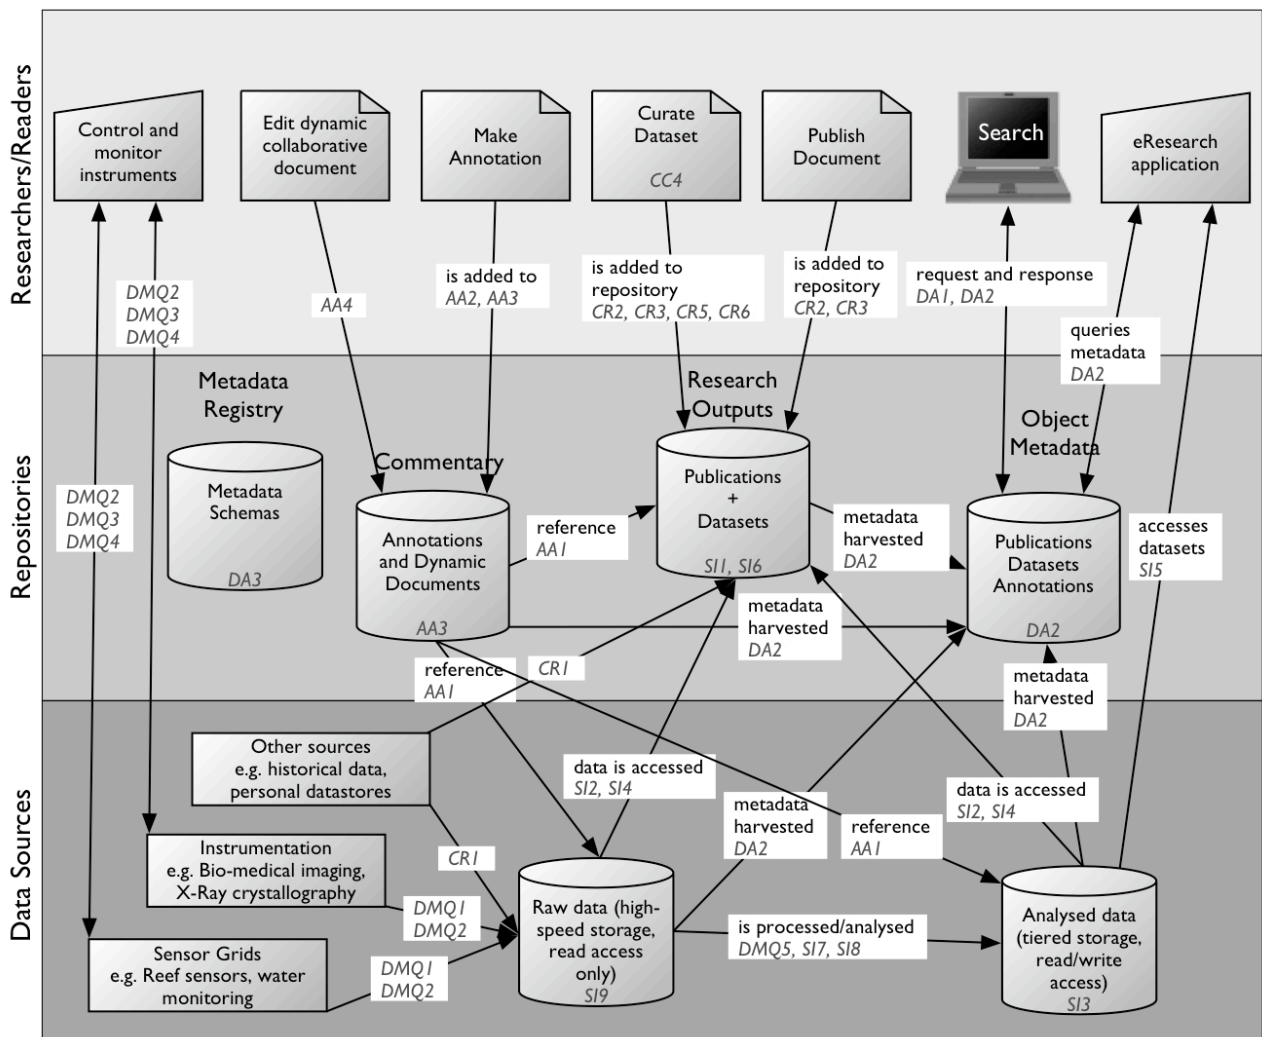 Researchers/Readers
Control and
monitor
instruments
Edit dynamic
collaborative
document
Make
Annotation
Curate
Dataset
CC4
Publish
Document
Search
eResearch
application
DMQ2
DMQ3
DMQ4
AA4
is added to
AA2, AA3
is added to
repository
CR2, CR3, CR5, CR6
is added to
repository
CR2, CR3
request and response
DA1, DA2
queries
metadata
DA2
Repositories
Metadata
Registry
Metadata
Schemas
DA3
Commentary
Annotations
and Dynamic
Documents
AA3
Research
Outputs
Publications
+
Datasets
SI1, SI6
Object
Metadata
Publications
Datasets
Annotations
DA2
DMQ2
DMQ3
DMQ4
reference
AA1
metadata
harvested
DA2
accesses
datasets
SI5
metadata
harvested
DA2
reference
AA1
CR1
metadata
harvested
DA2
Data Sources
Other sources
e.g. historical data,
personal datastores
Instrumentation
e.g. Bio-medical imaging,
X-Ray crystallography
Sensor Grids
e.g. Reef sensors, water
monitoring
CR1
DMQ1
DMQ2
DMQ1
DMQ2
data is accessed
SI2, SI4
metadata
harvested
DA2
reference
AA1
data is accessed
SI2, SI4
Raw data (high-
speed storage,
read access
only)
SI9
is processed/analysed
DMQ5, SI7, SI8
Analysed data
(tiered storage,
read/write
access)
SI3